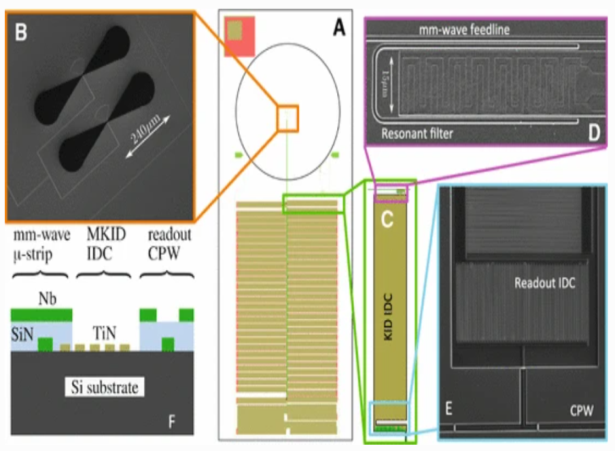 B
240μm
A
mm-wave feedline
15μm
Resonant filter
D
mm-wave MKID readout
μ-strip IDC CPW
Nb
SiN
TiN
Si substrate
F
C
KID IDC
Readout IDC
E
CPW